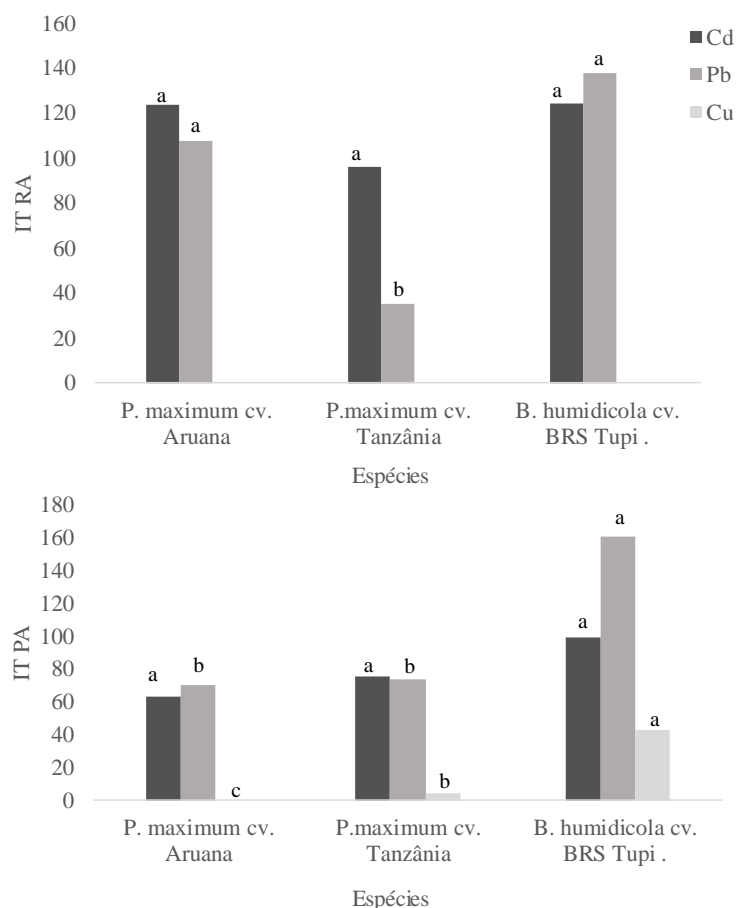 160
140
120
100
80
60
40
20
0
IT RA
a
a
a
b
a
a
Cd
Pb
Cu
P. maximum cv.
Aruana
P.maximum cv.
Tanzânia
B. humidicola cv.
BRS Tupi .
Espécies
180
160
140
120
100
80
60
40
20
0
IT PA
a
b
c
a
b
b
a
a
a
P. maximum cv.
Aruana
P.maximum cv.
Tanzânia
B. humidicola cv.
BRS Tupi .
Espécies